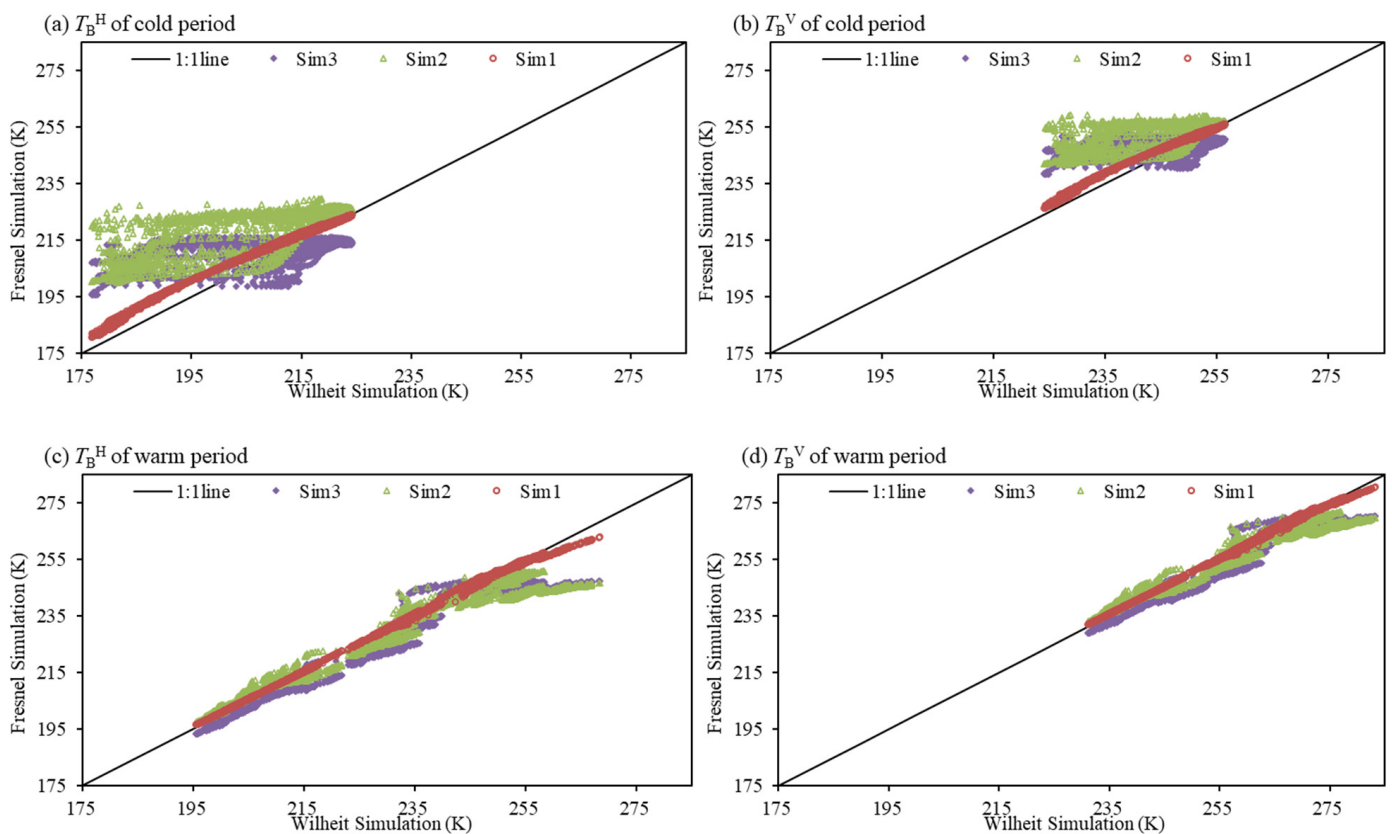 (a) T_B^H of cold period
1:1line Sim3 Sim2 Sim1
275
255
235
215
195
175
Fresnel Simulation (K)
175 195 215 235 255 275
Wilheit Simulation (K)
(b) T_B^V of cold period
1:1line Sim3 Sim2 Sim1
275
255
235
215
195
175
Fresnel Simulation (K)
175 195 215 235 255 275
Wilheit Simulation (K)
(c) T_B^H of warm period
1:1line Sim3 Sim2 Sim1
275
255
235
215
195
175
Fresnel Simulation (K)
175 195 215 235 255 275
Wilheit Simulation (K)
(d) T_B^V of warm period
1:1line Sim3 Sim2 Sim1
275
255
235
215
195
175
Fresnel Simulation (K)
175 195 215 235 255 275
Wilheit Simulation (K)